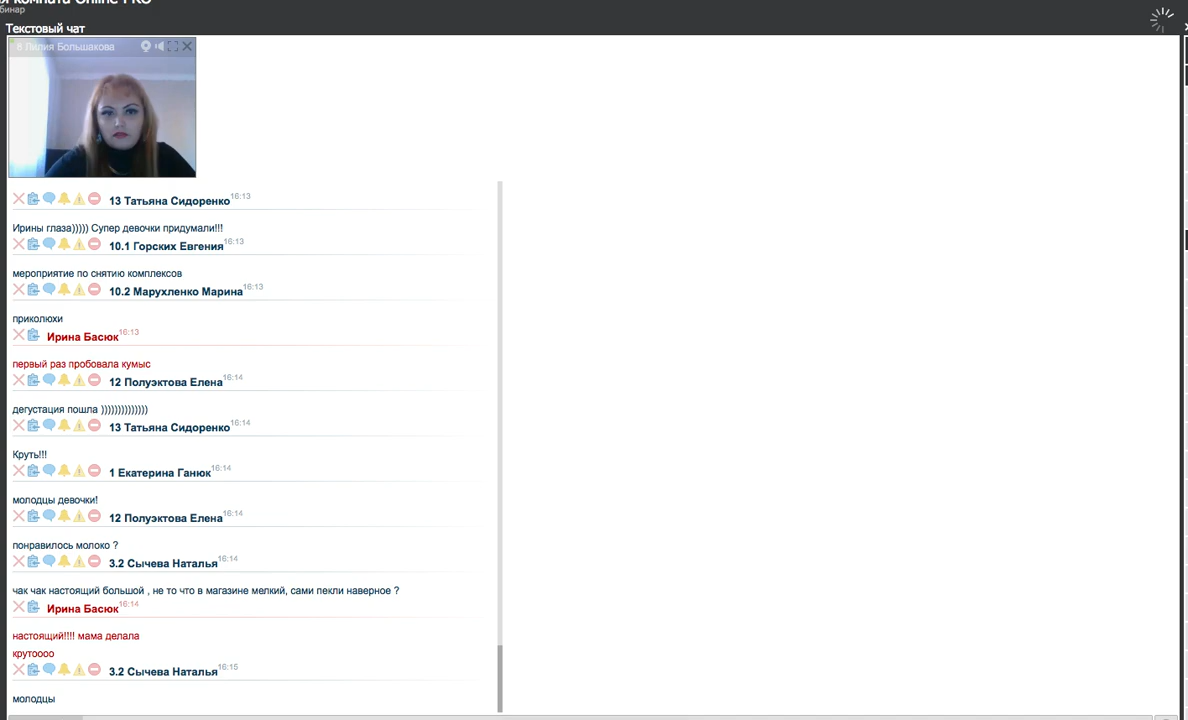 я комната Online PRO
бинар
Текстовый чат
8 Лилия Большакова
13 Татьяна Сидоренко 16:13
Ирины глаза))))) Супер девочки придумали!!!
10.1 Горских Евгения 16:13
мероприятие по снятию комплексов
10.2 Марухленко Марина 16:13
приколюхи
Ирина Басюк 16:13
первый раз пробовала кумыс
12 Полуэктова Елена 16:14
дегустация пошла ))))))))))))))
13 Татьяна Сидоренко 16:14
Круть!!!
1 Екатерина Ганюк 16:14
молодцы девочки!
12 Полуэктова Елена 16:14
понравилось молоко ?
3.2 Сычева Наталья 16:14
чак чак настоящий большой , не то что в магазине мелкий, сами пекли наверное ?
Ирина Басюк 16:14
настоящий!!!! мама делала
крутоооо
3.2 Сычева Наталья 16:15
молодцы